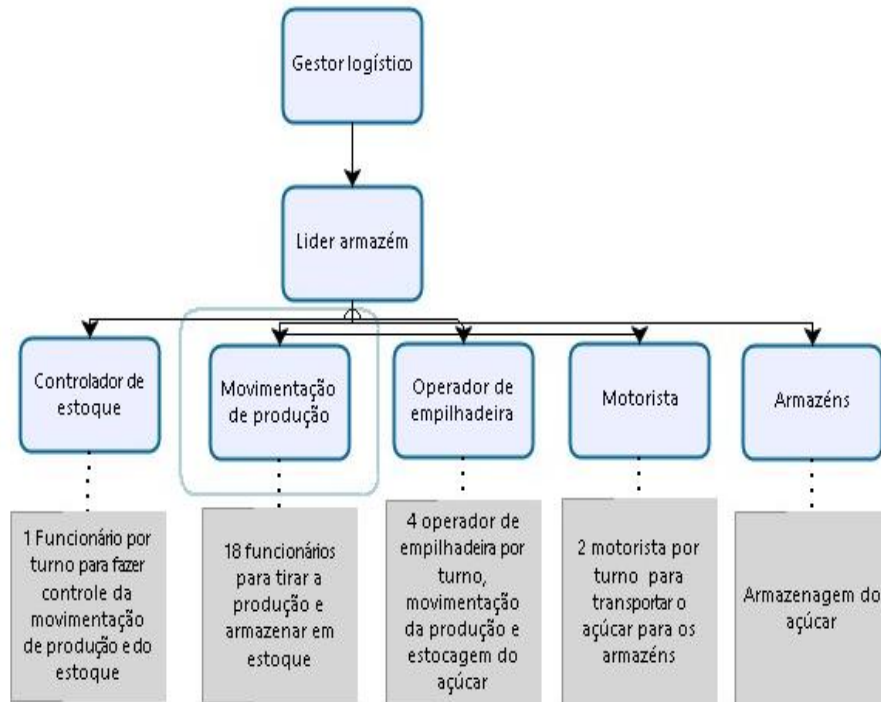 Gestor logístico
Lider armazém
Controlador de
estoque
Movimentação
de produção
Operador de
empilhadeira
Motorista
Armazéns
1 Funcionário por
turno para fazer
controle da
movimentação
de produção e do
estoque
18 funcionários
para tirar a
produção e
armazenar em
estoque
4 operador de
empilhadeira por
turno,
movimentação
da produção e
estocagem do
açúcar
2 motorista por
turno para
transportar o
açúcar para os
armazéns
Armazenagem do
açúcar